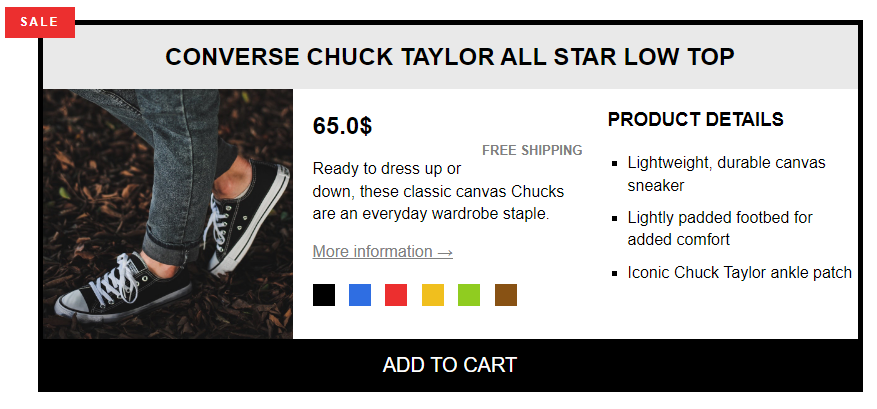 SALE
CONVERSE CHUCK TAYLOR ALL STAR LOW TOP
65.0$
FREE SHIPPING
Ready to dress up or
down, these classic canvas Chucks
are an everyday wardrobe staple.
More information →
PRODUCT DETAILS
Lightweight, durable canvas
sneaker
Lightly padded footbed for
added comfort
Iconic Chuck Taylor ankle patch
ADD TO CART